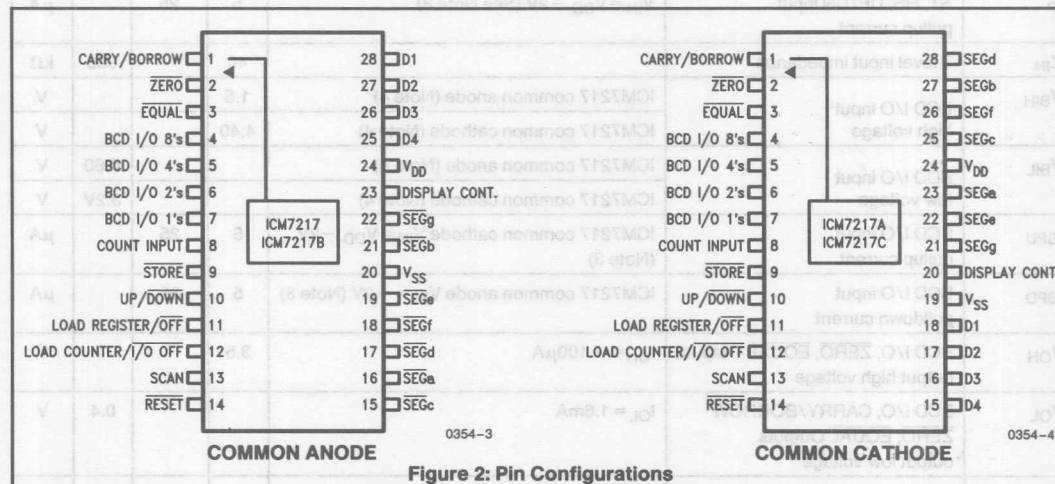 CARRY/BORROW 1 28 D1
ZERO 2 27 D2
EQUAL 3 26 D3
BCD I/O 8's 4 25 D4
BCD I/O 4's 5 24 VDD
BCD I/O 2's 6 23 DISPLAY CONT.
BCD I/O 1's 7 22 SEGg
COUNT INPUT 8 21 SEGb
STORE 9 20 VSS
UP/DOWN 10 19 SEGe
LOAD REGISTER/OFF 11 18 SEGf
LOAD COUNTER/I/O OFF 12 17 SEGd
SCAN 13 16 SEGa
RESET 14 15 SEGc
ICM7217
ICM7217B
0354-3
COMMON ANODE
CARRY/BORROW 1 28 SEGd
ZERO 2 27 SEGb
EQUAL 3 26 SEGf
BCD I/O 8's 4 25 SEGc
BCD I/O 4's 5 24 VDD
BCD I/O 2's 6 23 SEGa
BCD I/O 1's 7 22 SEGe
COUNT INPUT 8 21 SEGg
STORE 9 20 DISPLAY CONT
UP/DOWN 10 19 VSS
LOAD REGISTER/OFF 11 18 D1
LOAD COUNTER/I/O OFF 12 17 D2
SCAN 13 16 D3
RESET 14 15 D4
ICM7217A
ICM7217C
0354-4
COMMON CATHODE
Figure 2: Pin Configurations